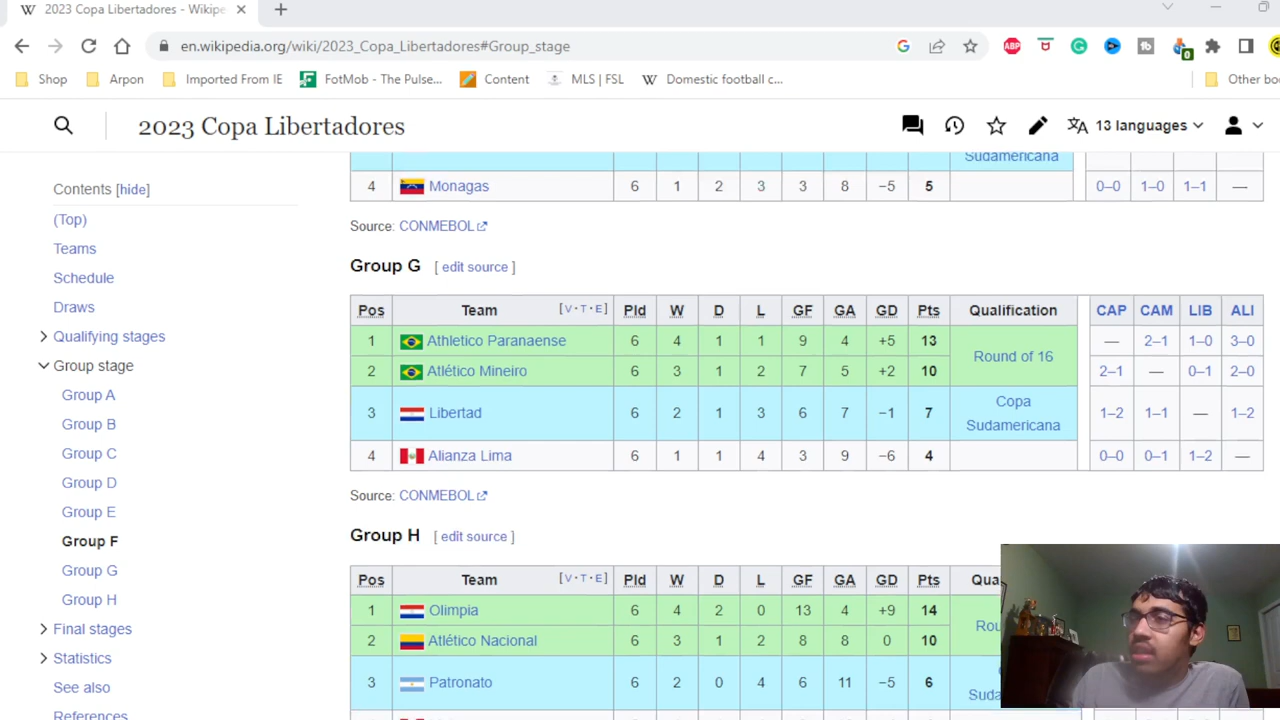 2023 Copa Libertadores - Wikipe
en.wikipedia.org/wiki/2023_Copa_Libertadores#Group_stage
Shop Arpon Imported From IE FotMob - The Pulse... Content MLS | FSL Domestic football c... Other bo
2023 Copa Libertadores 13 languages
Contents [hide]
(Top)
Teams
Schedule
Draws
Qualifying stages
Group stage
Group A
Group B
Group C
Group D
Group E
Group F
Group G
Group H
Final stages
Statistics
See also
References
Sudamericana
4 Monagas 6 1 2 3 3 8 −5 5 0–0 1–0 1–1 —
Source: CONMEBOL
Group G [ edit source ]
Pos Team [V·T·E] Pld W D L GF GA GD Pts Qualification CAP CAM LIB ALI
1 Athletico Paranaense 6 4 1 1 9 4 +5 13 Round of 16 — 2–1 1–0 3–0
2 Atlético Mineiro 6 3 1 2 7 5 +2 10 2–1 — 0–1 2–0
3 Libertad 6 2 1 3 6 7 −1 7 Copa Sudamericana 1–2 1–1 — 1–2
4 Alianza Lima 6 1 1 4 3 9 −6 4 0–0 0–1 1–2 —
Source: CONMEBOL
Group H [ edit source ]
Pos Team [V·T·E] Pld W D L GF GA GD Pts Qua
1 Olimpia 6 4 2 0 13 4 +9 14
2 Atlético Nacional 6 3 1 2 8 8 0 10 Rou
3 Patronato 6 2 0 4 6 11 −5 6 Suda